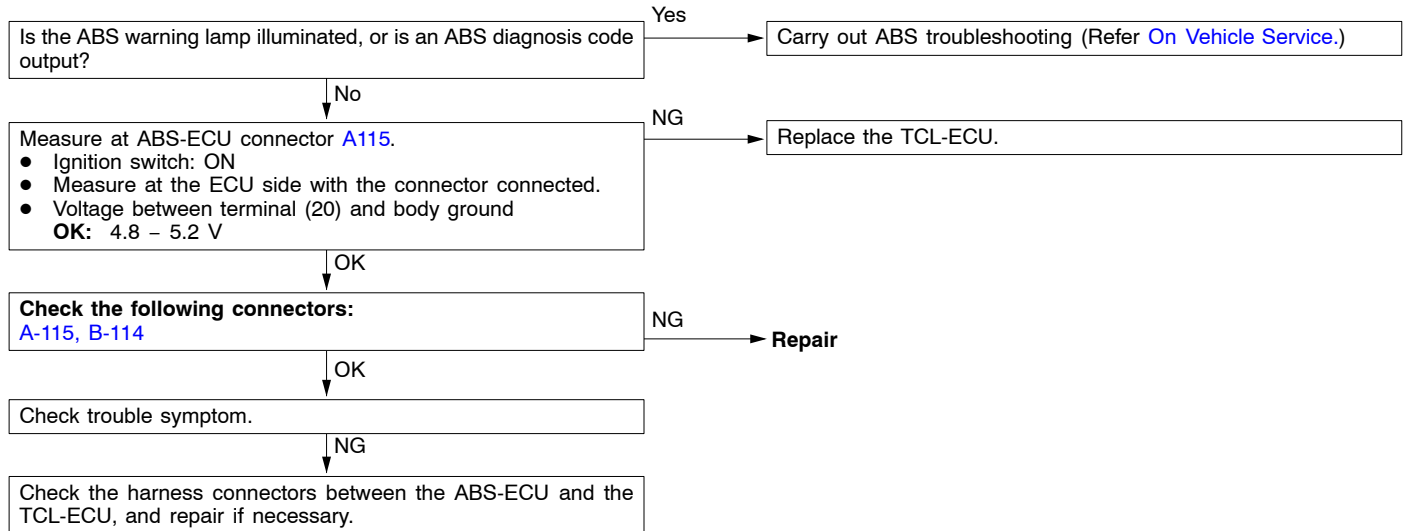 Yes
Is the ABS warning lamp illuminated, or is an ABS diagnosis code
output?
Carry out ABS troubleshooting (Refer On Vehicle Service.)
No
Measure at ABS-ECU connector A115.
● Ignition switch: ON
● Measure at the ECU side with the connector connected.
● Voltage between terminal (20) and body ground
OK: 4.8 – 5.2 V
NG
Replace the TCL-ECU.
OK
Check the following connectors:
A-115, B-114
NG
Repair
OK
Check trouble symptom.
NG
Check the harness connectors between the ABS-ECU and the
TCL-ECU, and repair if necessary.